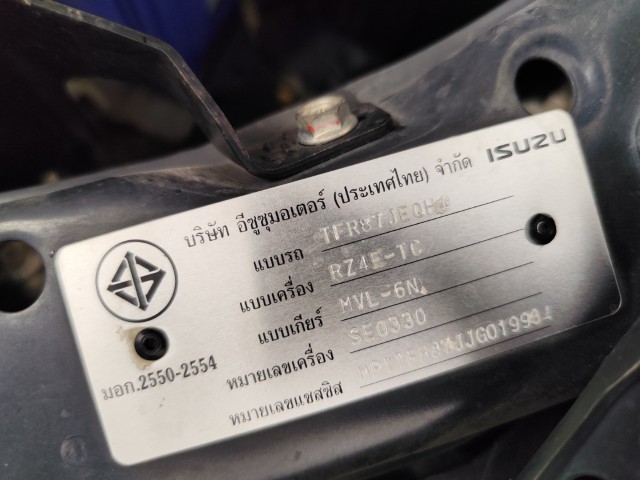 ISUZU
บริษัท อีซูซุมอเตอร์ (ประเทศไทย) จำกัด
แบบรถ
แบบเครื่อง RZ4E-TC
แบบเกียร์ MVL-6N
หมายเลขเครื่อง SE0330
หมายเลขแชสซิส
มอก.2550-2554